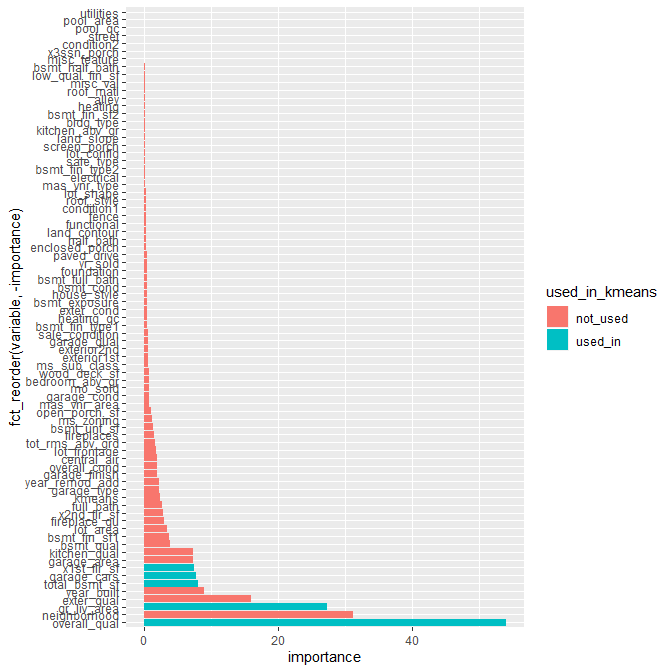 utilities
pool_area
pool_qc
street
condition2
x3ssn_porch
misc_feature
bsmt_half_bath
low_qual_fin_sf
misc_val
roof_matl
alley
heating
bsmt_fin_sf2
bldg_type
kitchen_abv_gr
land_slope
screen_porch
lot_config
sale_type
bsmt_fin_type2
electrical
mas_vnr_type
lot_shape
roof_style
condition1
fence
functional
land_contour
half_bath
enclosed_porch
paved_drive
yr_sold
foundation
bsmt_full_bath
bsmt_cond
house_style
bsmt_exposure
exter_cond
heating_qc
bsmt_fin_type1
sale_condition
garage_qual
exterior2nd
exterior1st
ms_sub_class
wood_deck_sf
bedroom_abv_gr
mo_sold
garage_cond
mas_vnr_area
open_porch_sf
ms_zoning
bsmt_unf_sf
fireplaces
tot_rms_abv_grd
lot_frontage
central_air
overall_cond
garage_finish
year_remod_add
garage_type
kmeans
full_bath
x2nd_flr_sf
fireplace_qu
lot_area
bsmt_fin_sf1
bsmt_qual
kitchen_qual
garage_area
x1st_flr_sf
garage_cars
total_bsmt_sf
year_built
exter_qual
gr_liv_area
neighborhood
overall_qual
fct_reorder(variable, -importance)
0
20
40
importance
used_in_kmeans
not_used
used_in